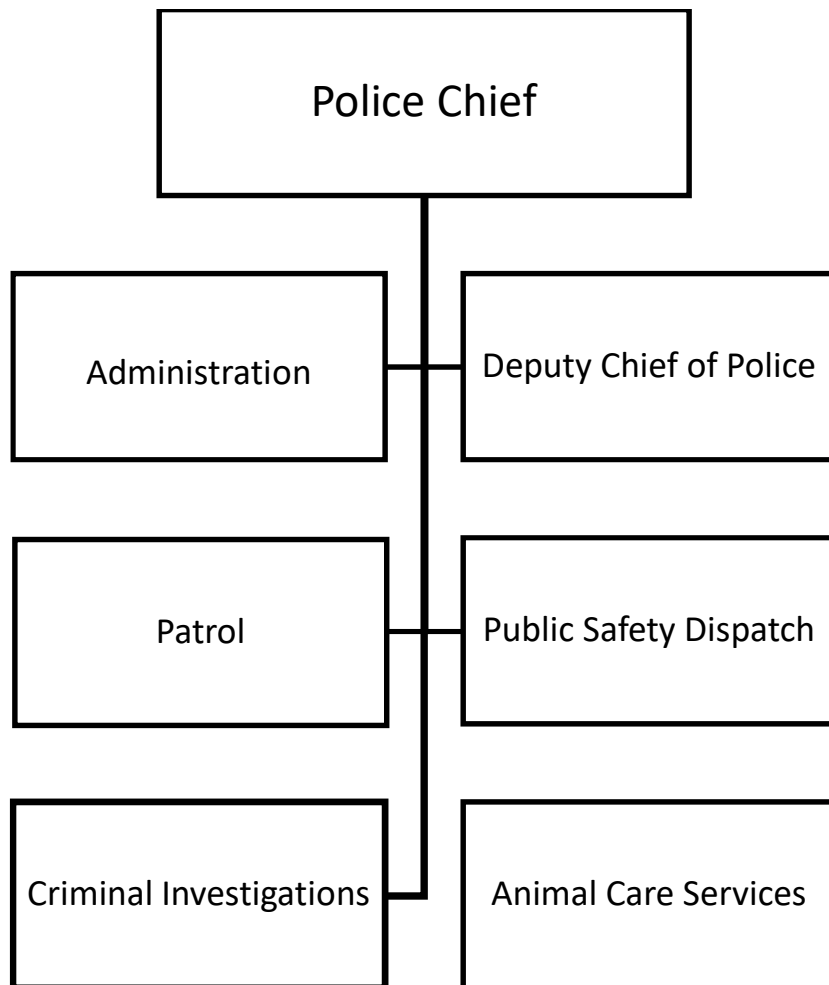 Police Chief
Administration
Deputy Chief of Police
Patrol
Public Safety Dispatch
Criminal Investigations
Animal Care Services